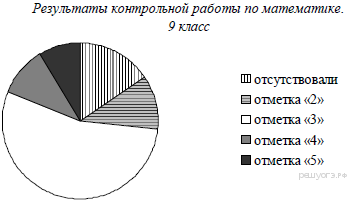 Результаты контрольной работы по математике.
9 класс
отсутствовали
отметка «2»
отметка «3»
отметка «4»
отметка «5»
РЕШУОГЭ.РФ